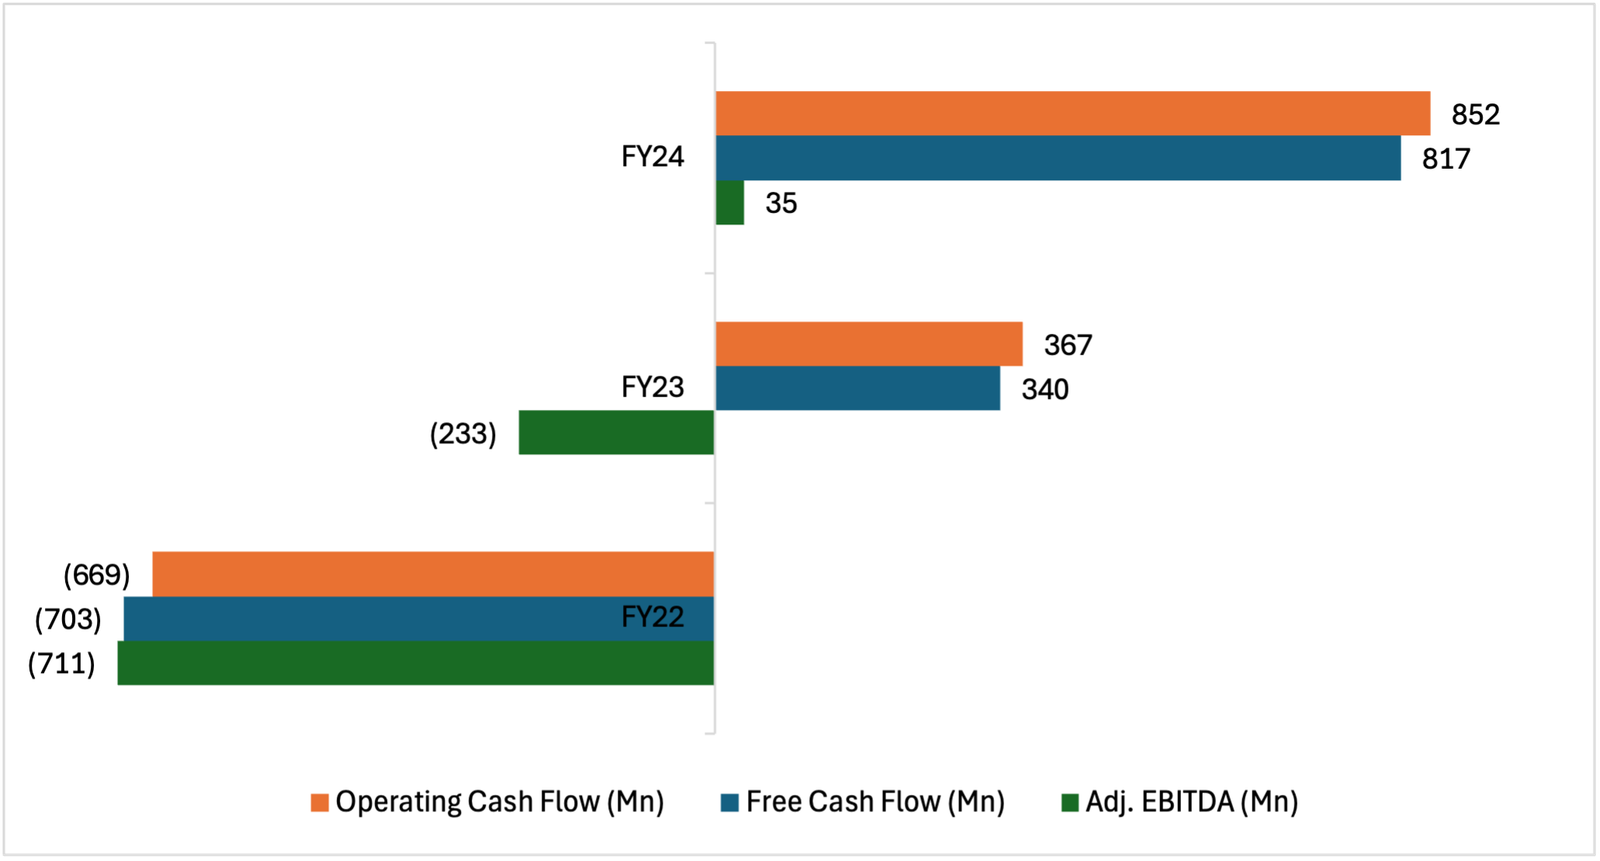 852
FY24
817
35
367
FY23
340
(233)
(669)
(703)
FY22
(711)
Operating Cash Flow (Mn) Free Cash Flow (Mn) Adj. EBITDA (Mn)